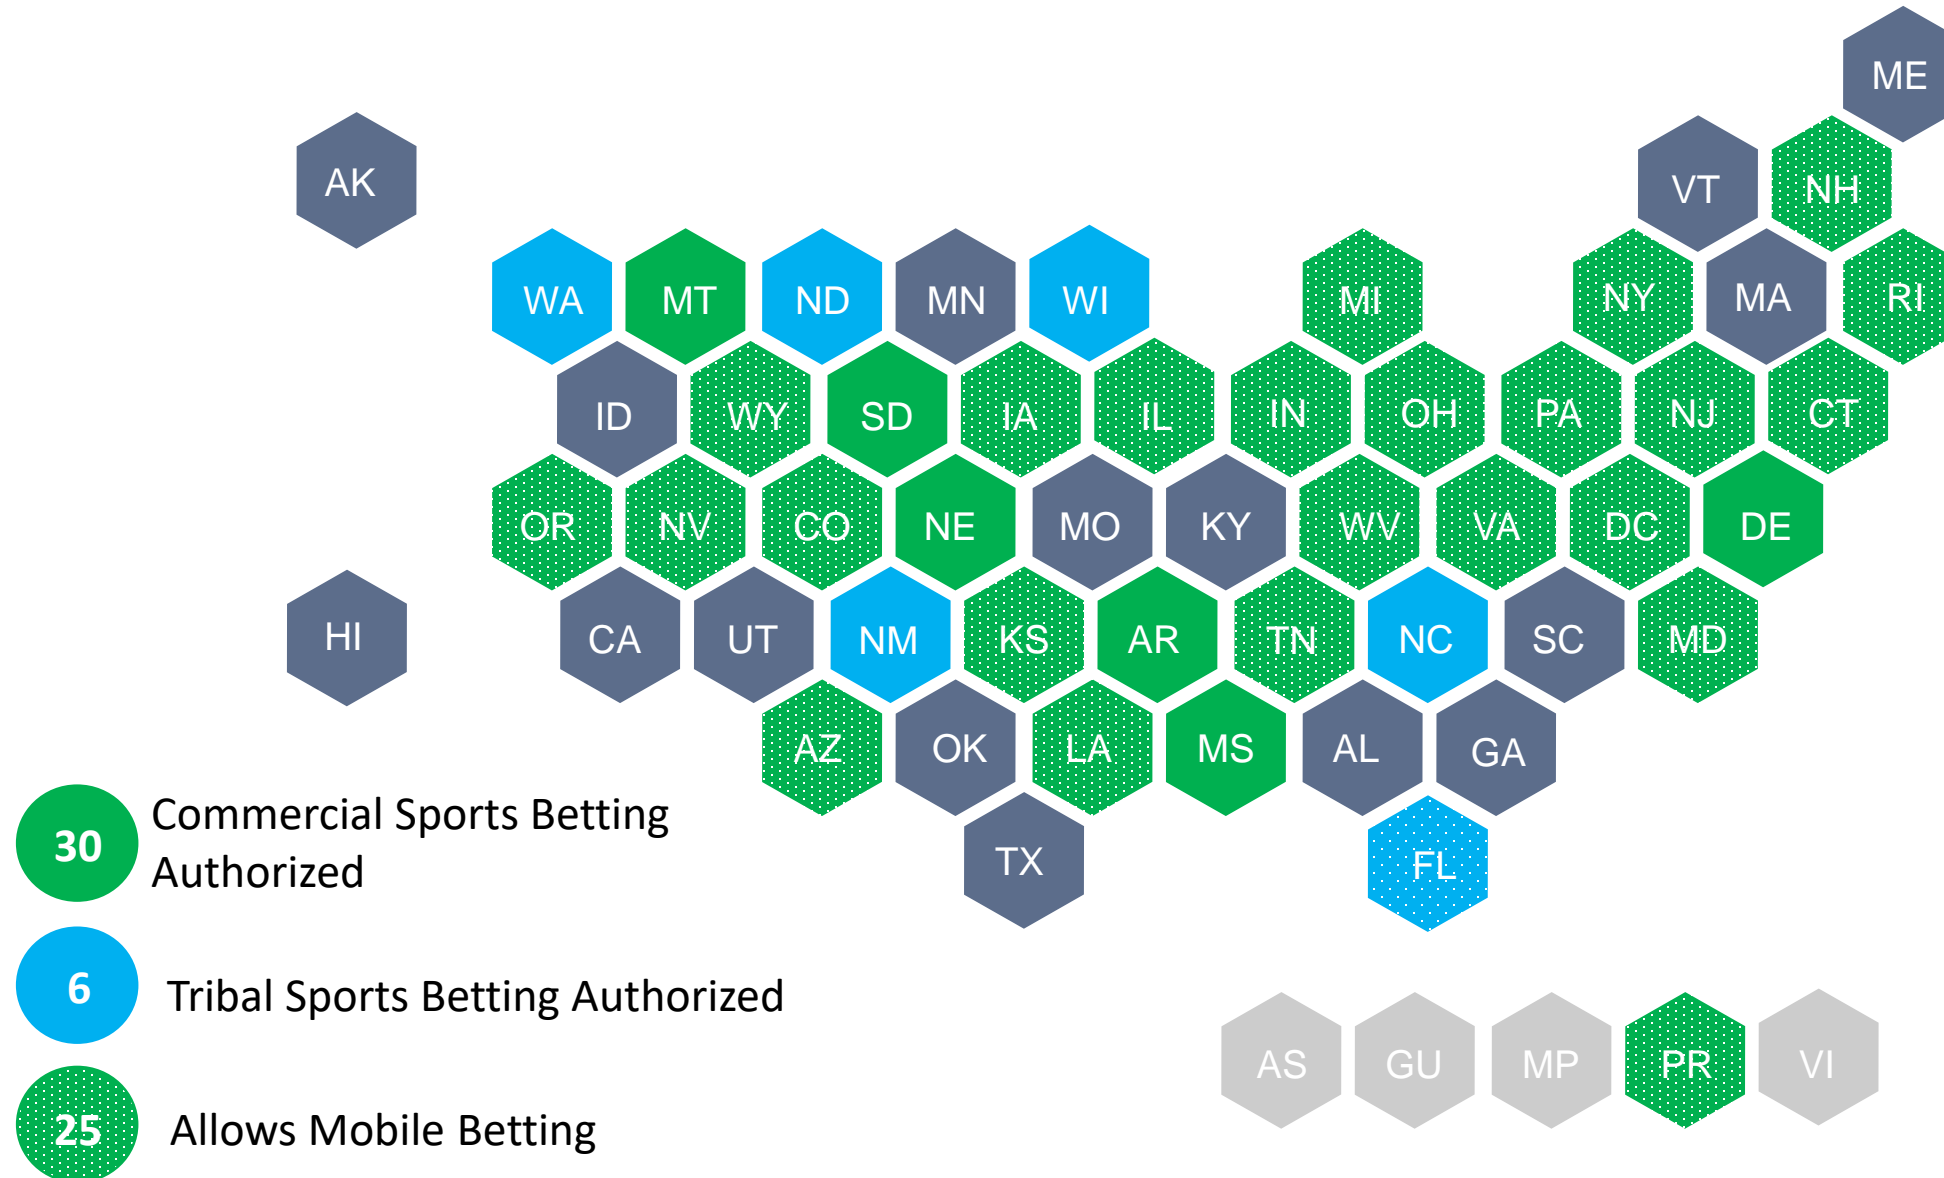 ME
AK
VT
NH
WA MT ND MN WI MI NY MA RI
ID WY SD IA IL IN OH PA NJ CT
OR NV CO NE MO KY WV VA DC DE
HI CA UT NM KS AR TN NC SC MD
AZ OK LA MS AL GA
TX FL
30 Commercial Sports Betting
Authorized
6 Tribal Sports Betting Authorized
AS GU MP PR VI
25 Allows Mobile Betting